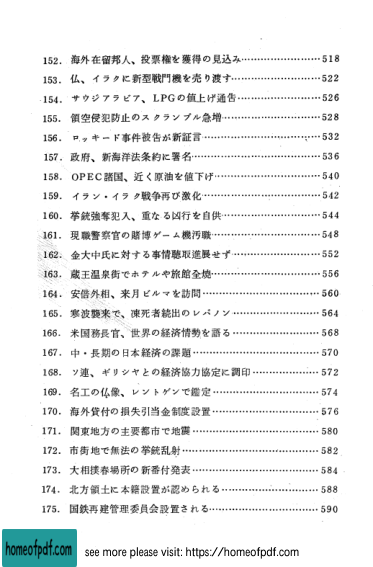 152. 海外在留邦人、投票権を獲得の見込み…………………518
153. 仏、イラクに新型戦闘機を売り渡す…………………522
154. サウジアラビア、LPGの値上げ通告…………………526
155. 領空侵犯防止のスクランブル急増…………………528
156. ロッキード事件被告が新証言…………………532
157. 政府、新海洋法条約に署名…………………536
158. OPEC諸国、近く原油を値下げ…………………540
159. イラン・イラク戦争再び激化…………………542
160. 拳銃強奪犯人、重なる凶行を自供…………………544
161. 現職警察官の賭博ゲーム機汚職…………………548
162. 金大中氏に対する事情聴取進展せず…………………552
163. 蔵王温泉街でホテルや旅館全焼…………………556
164. 安倍外相、来月ビルマを訪問…………………560
165. 寒波襲来で、凍死者続出のレバノン…………………564
166. 米国務長官、世界の経済情勢を語る…………………568
167. 中・長期の日本経済の課題…………………570
168. ソ連、ギリシヤとの経済協力協定に調印…………………572
169. 名工の仏像、レントゲンで鑑定…………………574
170. 海外貸付の損失引当金制度設置…………………576
171. 関東地方の主要都市で地震…………………580
172. 市街地で無法の拳銃乱射…………………582
173. 大相撲春場所の新番付発表…………………584
174. 北方領土に本籍設置が認められる…………………588
175. 国鉄再建管理委員会設置される…………………590
homeofpdf.com
see more please visit: https://homeofpdf.com